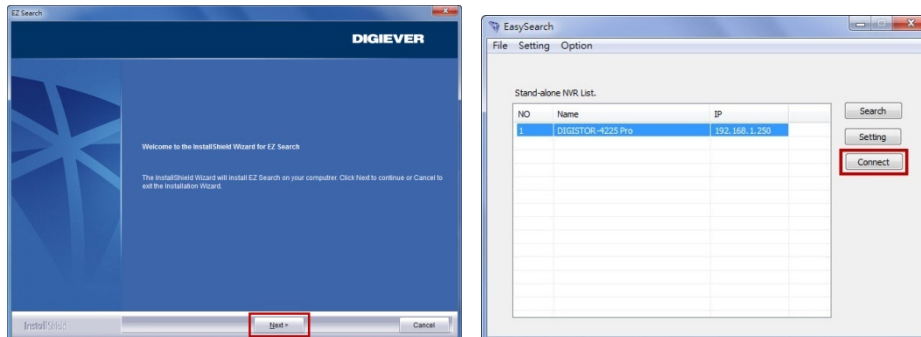 EZ Search
DIGIEVER
Welcome to the InstallShield Wizard for EZ Search
The InstallShield Wizard will install EZ Search on your computrer. Click Next to continue or Cancel to
exit the Installation Wizard.
InstallShield
Next >
Cancel
EasySearch
File Setting Option
Stand-alone NVR List.
NO Name IP
1 DIGISTOR-4225 Pro 192.168.1.250
Search
Setting
Connect